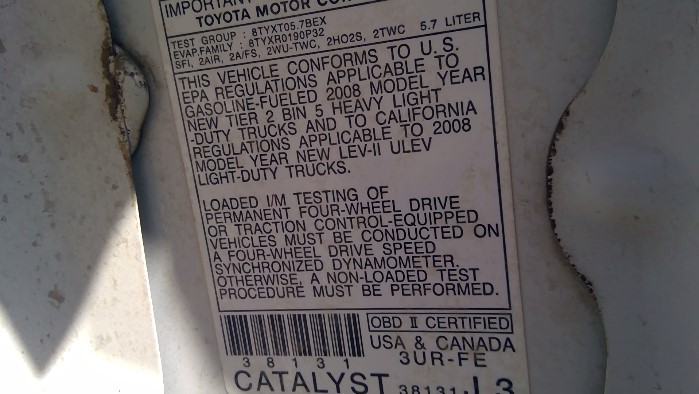 IMPORTANT
TOYOTA MOTOR
TEST GROUP : 8TYXT05.7BEX
EVAP.FAMILY : 8TYXR0190P32
SFI, 2AIR, 2A/FS, 2WU-TWC, 2HO2S, 2TWC 5.7 LITER
THIS VEHICLE CONFORMS TO U.S.
EPA REGULATIONS APPLICABLE TO
GASOLINE-FUELED 2008 MODEL YEAR
NEW TIER 2 BIN 5 HEAVY LIGHT
-DUTY TRUCKS AND TO CALIFORNIA
REGULATIONS APPLICABLE TO 2008
MODEL YEAR NEW LEV-II ULEV
LIGHT-DUTY TRUCKS.
LOADED I/M TESTING OF
PERMANENT FOUR-WHEEL DRIVE
OR TRACTION CONTROL-EQUIPPED
VEHICLES MUST BE CONDUCTED ON
A FOUR-WHEEL DRIVE SPEED
SYNCHRONIZED DYNAMOMETER.
OTHERWISE, A NON-LOADED TEST
PROCEDURE MUST BE PERFORMED.
38131
OBD II CERTIFIED
USA & CANADA
3UR-FE
CATALYST 38131-L3